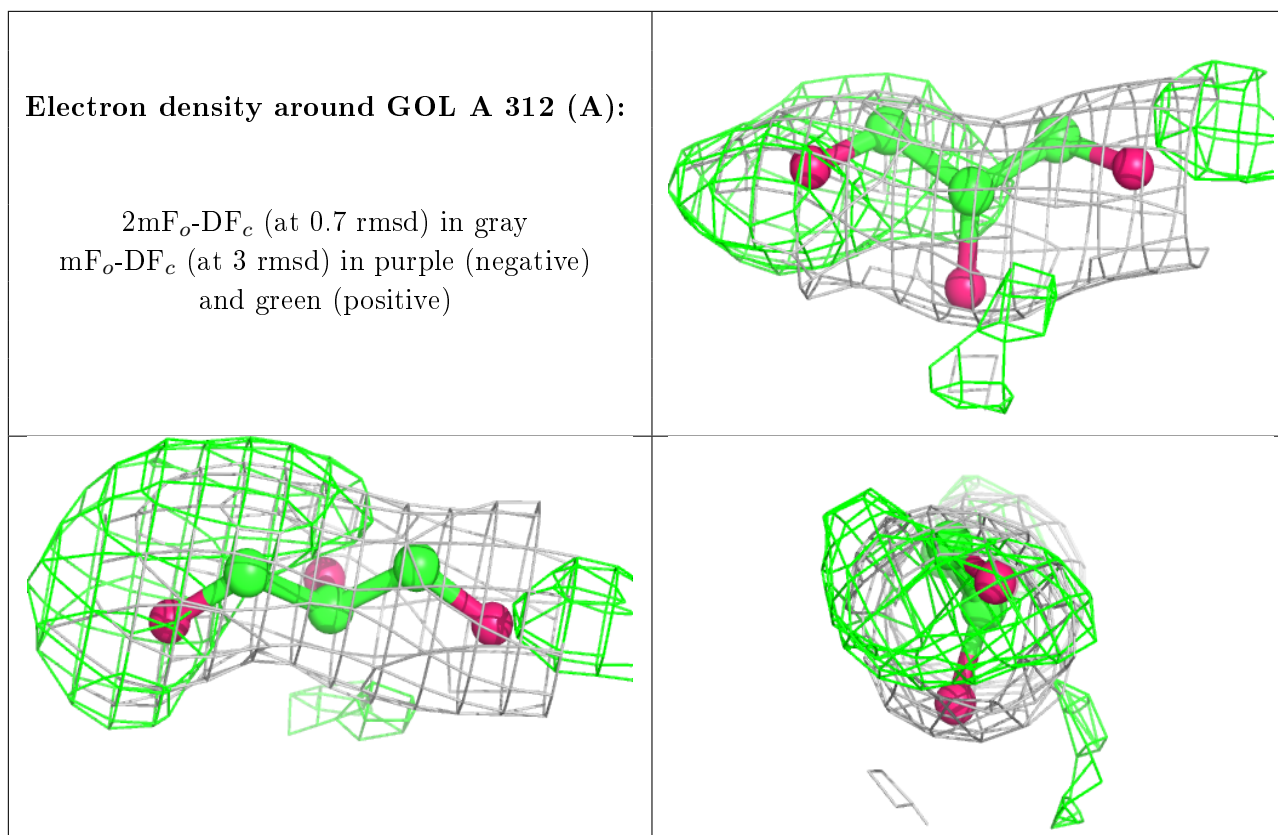 Electron density around GOL A 312 (A):
2mFo-DFc (at 0.7 rmsd) in gray
mFo-DFc (at 3 rmsd) in purple (negative)
and green (positive)